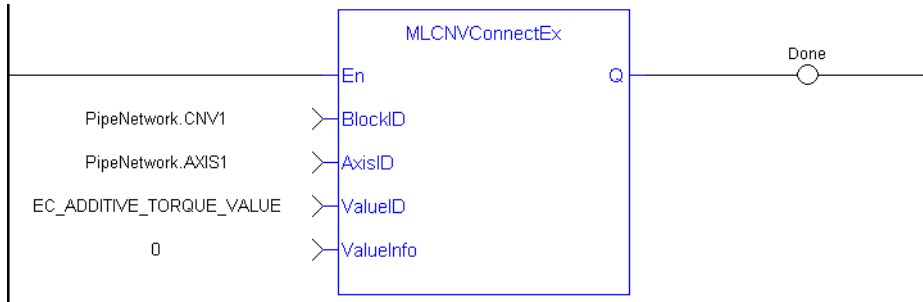 MLCNVConnectEx
Done
En
Q
PipeNetwork.CNV1
BlockID
PipeNetwork.AXIS1
AxisID
EC_ADDITIVE_TORQUE_VALUE
ValueID
0
ValueInfo